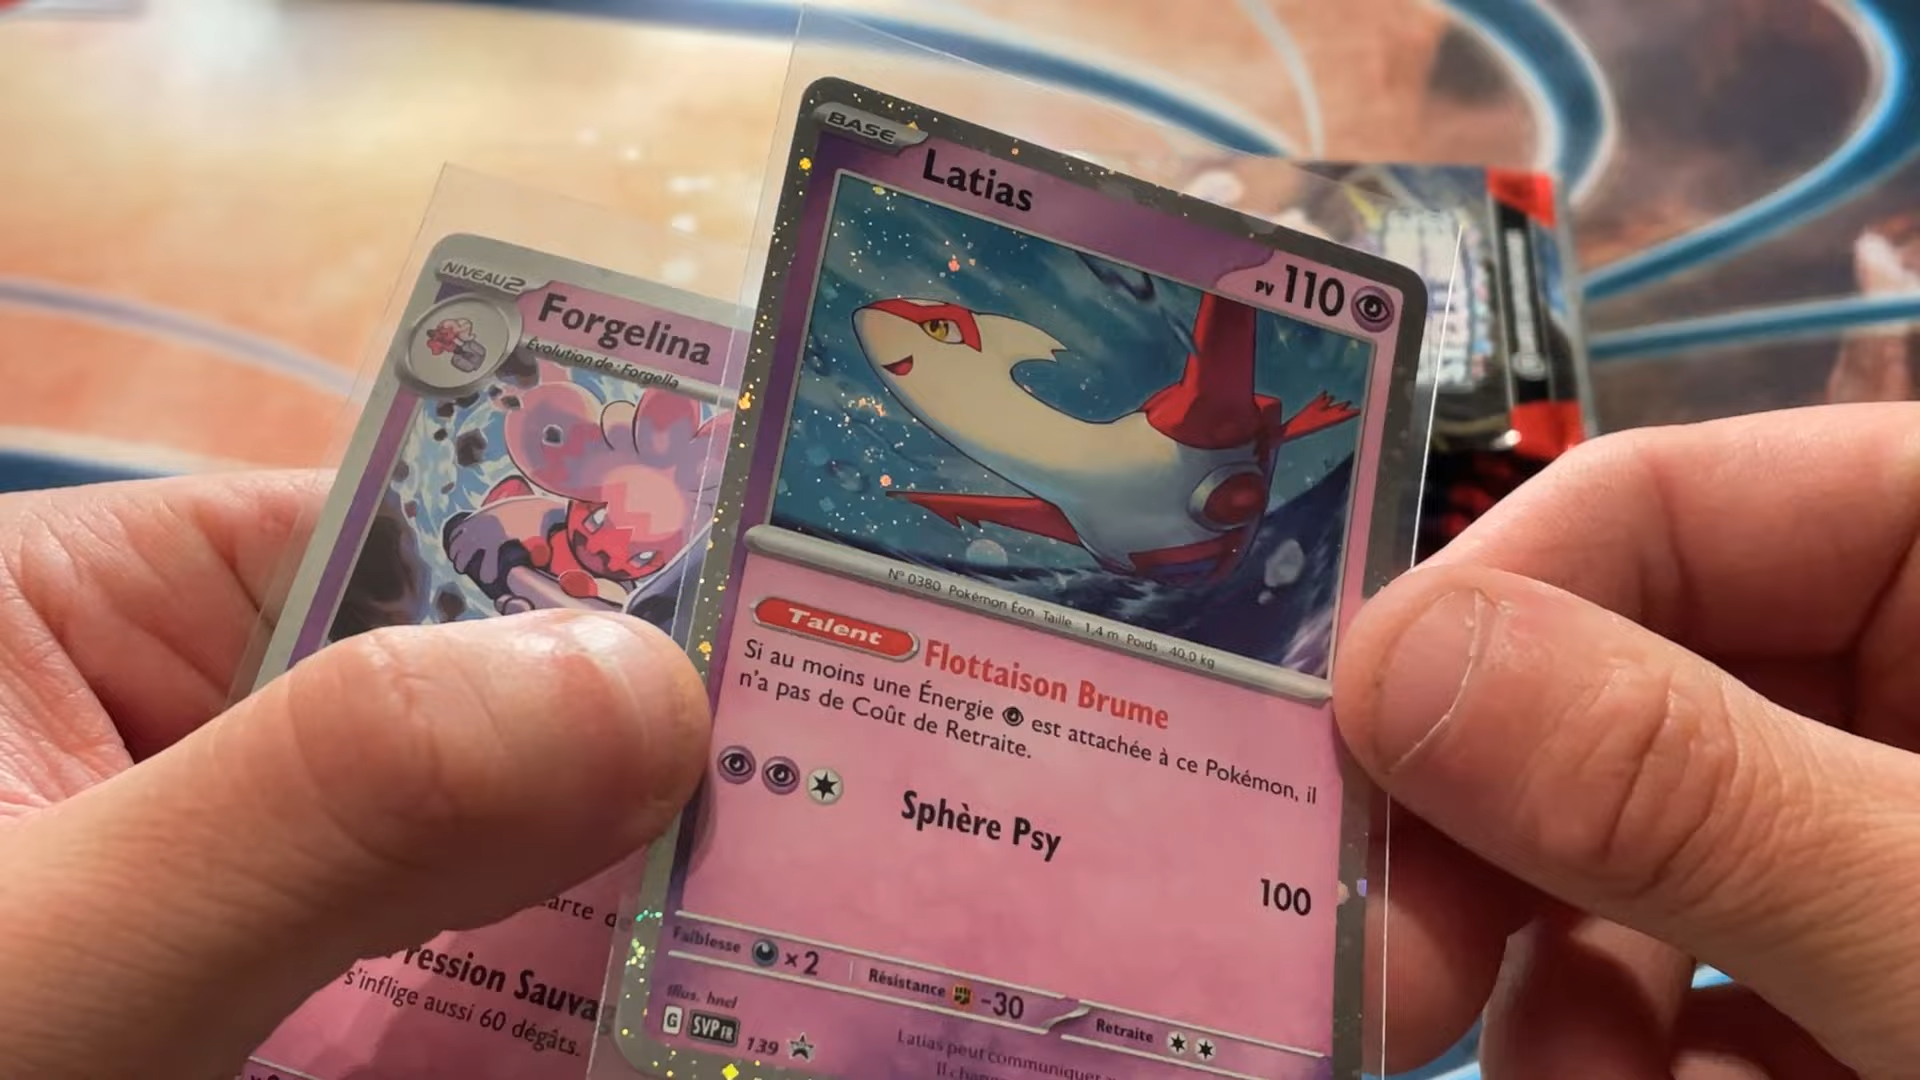 NIVEAU2
Forgelina
Évolution de : Forgella
arte de
ression Sauva
s'inflige aussi 60 dégâts.
BASE
Latias
PV 110
N° 0380 Pokémon Éon Taille : 1,4 m Poids : 40,0 kg
Talent Flottaison Brume
Si au moins une Énergie est attachée à ce Pokémon, il
n'a pas de Coût de Retraite.
Sphère Psy
100
Faiblesse ×2 Résistance -30
Retraite
Illus. hncl
G SVP FR 139
Latias peut communiquer